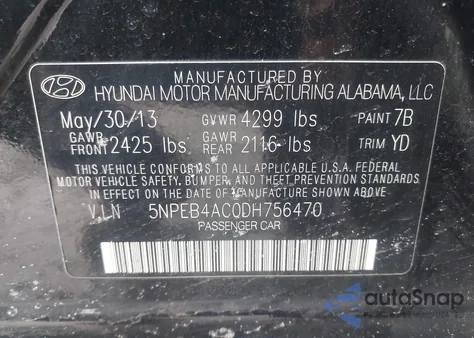 MANUFACTURED BY
HYUNDAI MOTOR MANUFACTURING ALABAMA, LLC
May/30/13 GVWR 4299 lbs PAINT 7B
GAWR FRONT 2425 lbs GAWR REAR 2116 lbs TRIM YD
THIS VEHICLE CONFORMS TO ALL APPLICABLE U.S.A. FEDERAL
MOTOR VEHICLE SAFETY, BUMPER, AND THEFT PREVENTION
STANDARDS IN EFFECT ON THE DATE OF MANUFACTURE SHOWN ABOVE.
V.I.N 5NPEB4AC0DH756470
PASSENGER CAR
autoSnap